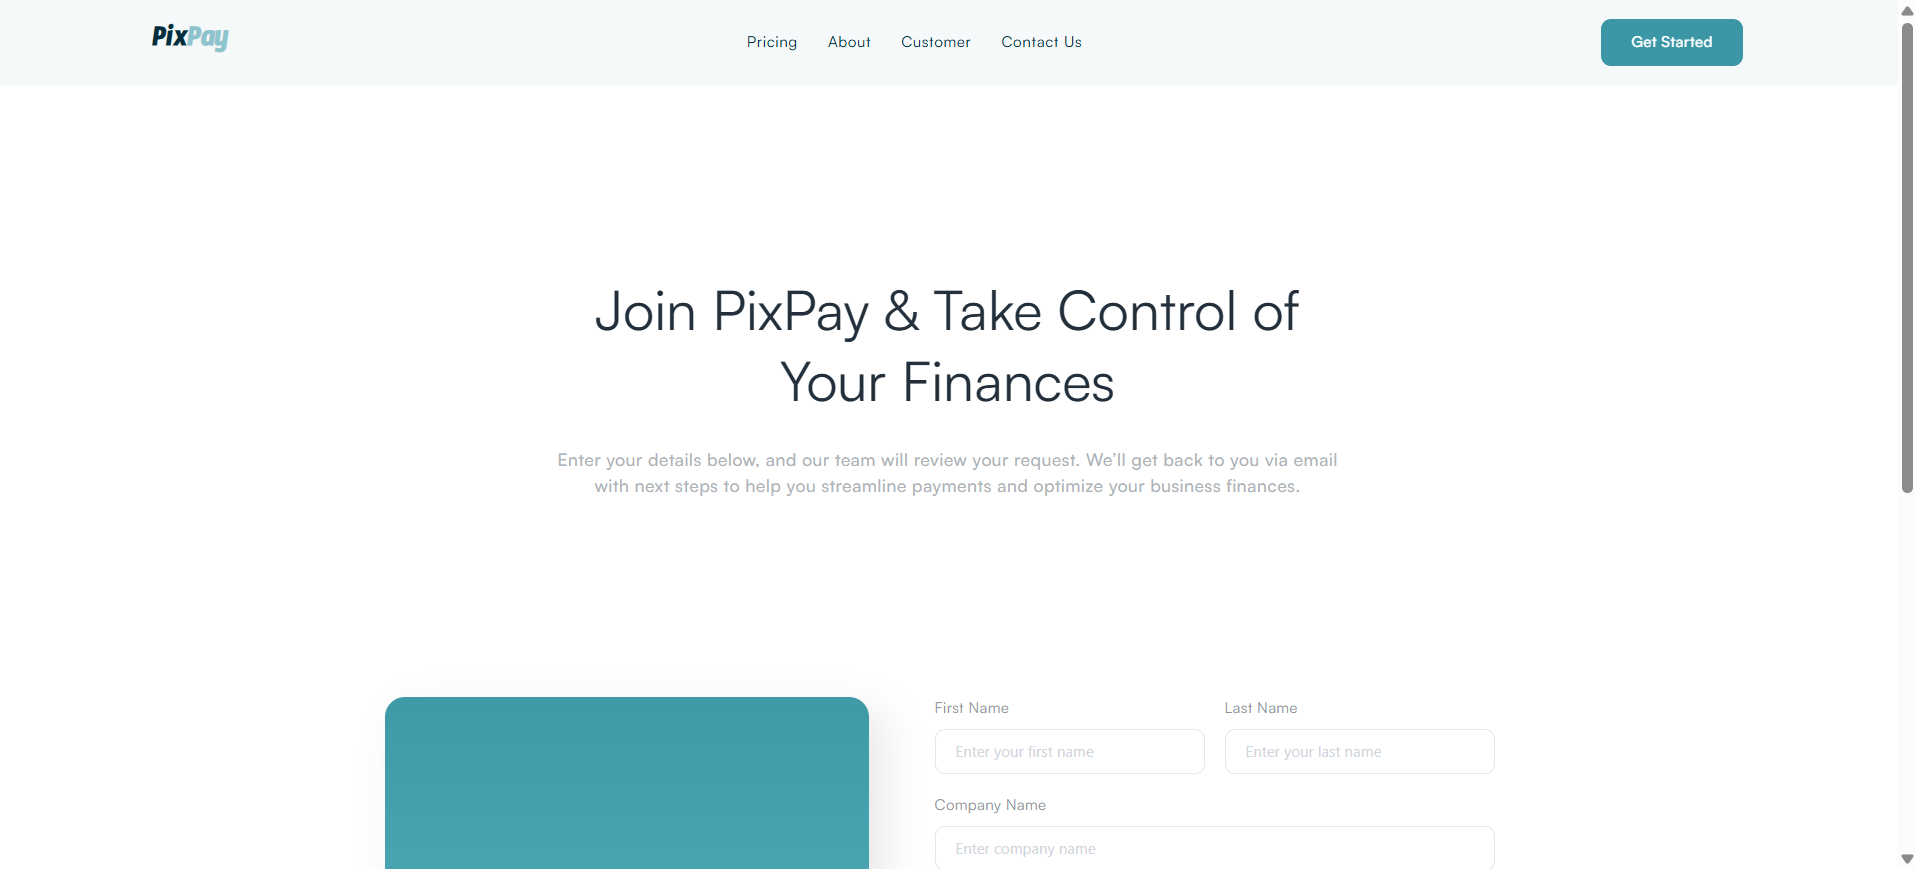 PixPay
Pricing
About
Customer
Contact Us
Get Started
Join PixPay & Take Control of
Your Finances
Enter your details below, and our team will review your request. We’ll get back to you via email
with next steps to help you streamline payments and optimize your business finances.
First Name
Last Name
Enter your first name
Enter your last name
Company Name
Enter company name